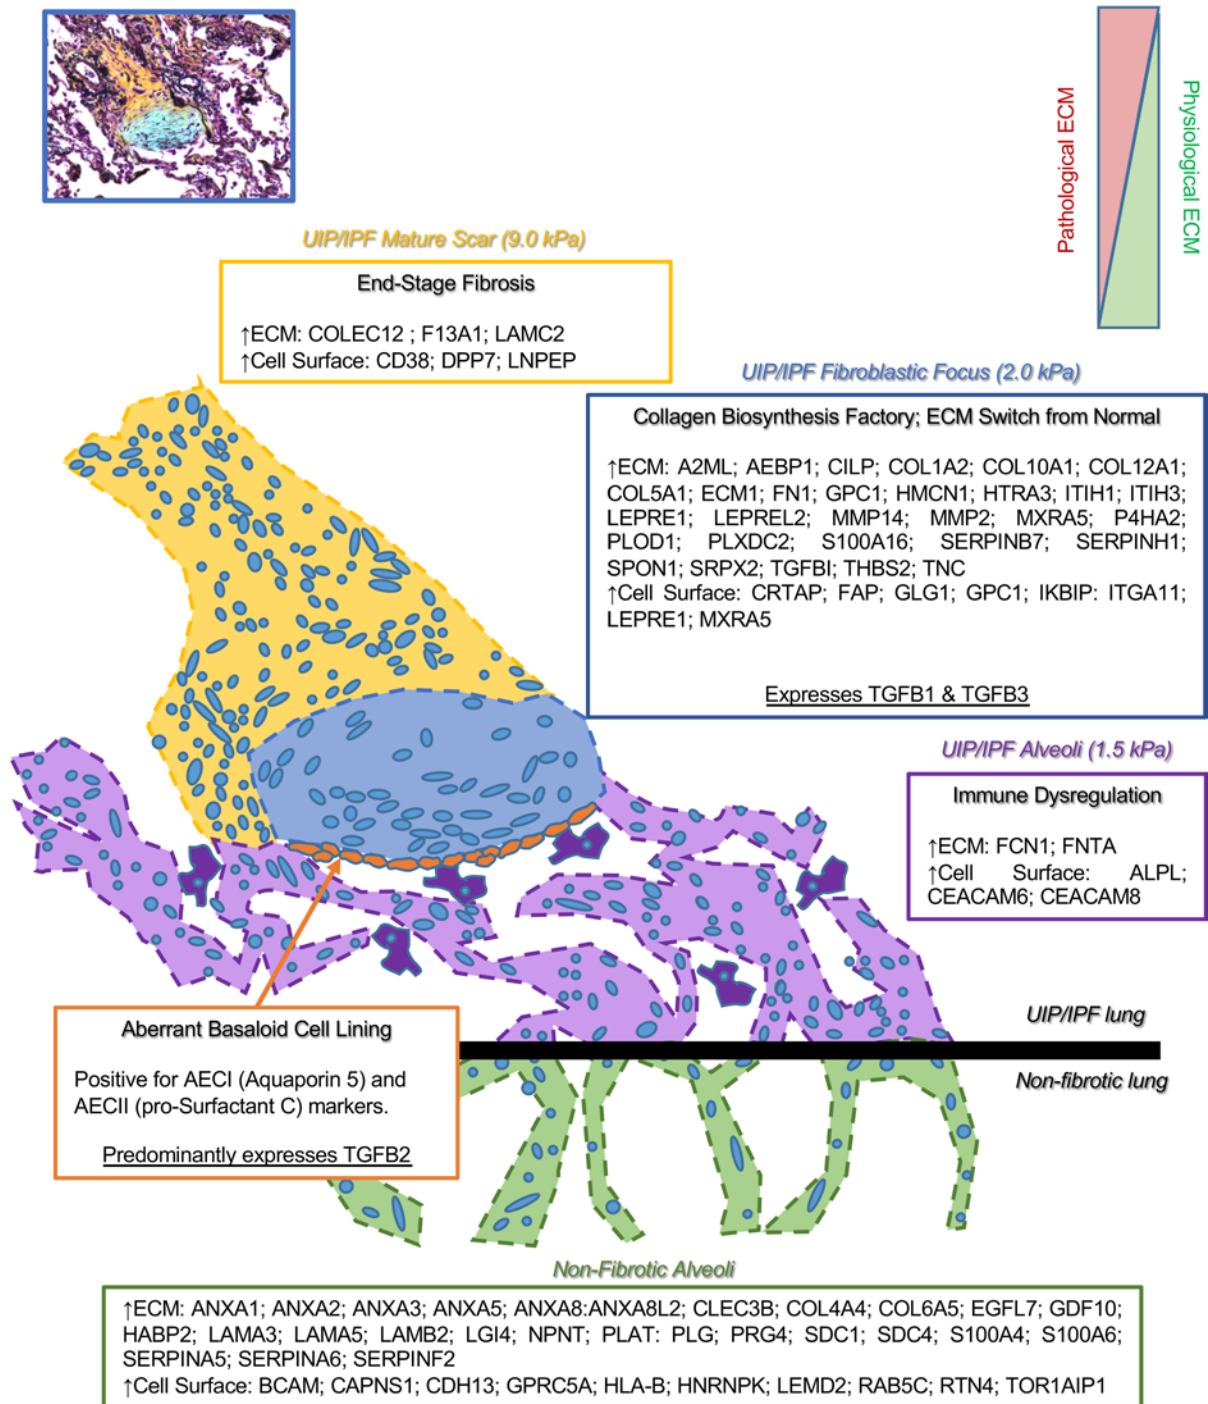 Pathological ECM
Physiological ECM
UIP/IPF Mature Scar (9.0 kPa)
End-Stage Fibrosis
↑ECM: COLEC12 ; F13A1; LAMC2
↑Cell Surface: CD38; DPP7; LNPEP
UIP/IPF Fibroblastic Focus (2.0 kPa)
Collagen Biosynthesis Factory; ECM Switch from Normal
↑ECM: A2ML; AEBP1; CILP; COL1A2; COL10A1; COL12A1;
COL5A1; ECM1; FN1; GPC1; HMCN1; HTRA3; ITIH1; ITIH3;
LEPRE1; LEPREL2; MMP14; MMP2; MXRA5; P4HA2;
PLOD1; PLXDC2; S100A16; SERPINB7; SERPINH1;
SPON1; SRPX2; TGFBI; THBS2; TNC
↑Cell Surface: CRTAP; FAP; GLG1; GPC1; IKBIP: ITGA11;
LEPRE1; MXRA5
Expresses TGFB1 & TGFB3
UIP/IPF Alveoli (1.5 kPa)
Immune Dysregulation
↑ECM: FCN1; FNTA
↑Cell Surface: ALPL;
CEACAM6; CEACAM8
Aberrant Basaloid Cell Lining
Positive for AECI (Aquaporin 5) and
AECII (pro-Surfactant C) markers.
Predominantly expresses TGFB2
UIP/IPF lung
Non-fibrotic lung
Non-Fibrotic Alveoli
↑ECM: ANXA1; ANXA2; ANXA3; ANXA5; ANXA8:ANXA8L2; CLEC3B; COL4A4; COL6A5; EGFL7; GDF10;
HABP2; LAMA3; LAMA5; LAMB2; LGI4; NPNT; PLAT: PLG; PRG4; SDC1; SDC4; S100A4; S100A6;
SERPINA5; SERPINA6; SERPINF2
↑Cell Surface: BCAM; CAPNS1; CDH13; GPRC5A; HLA-B; HNRNPK; LEMD2; RAB5C; RTN4; TOR1AIP1